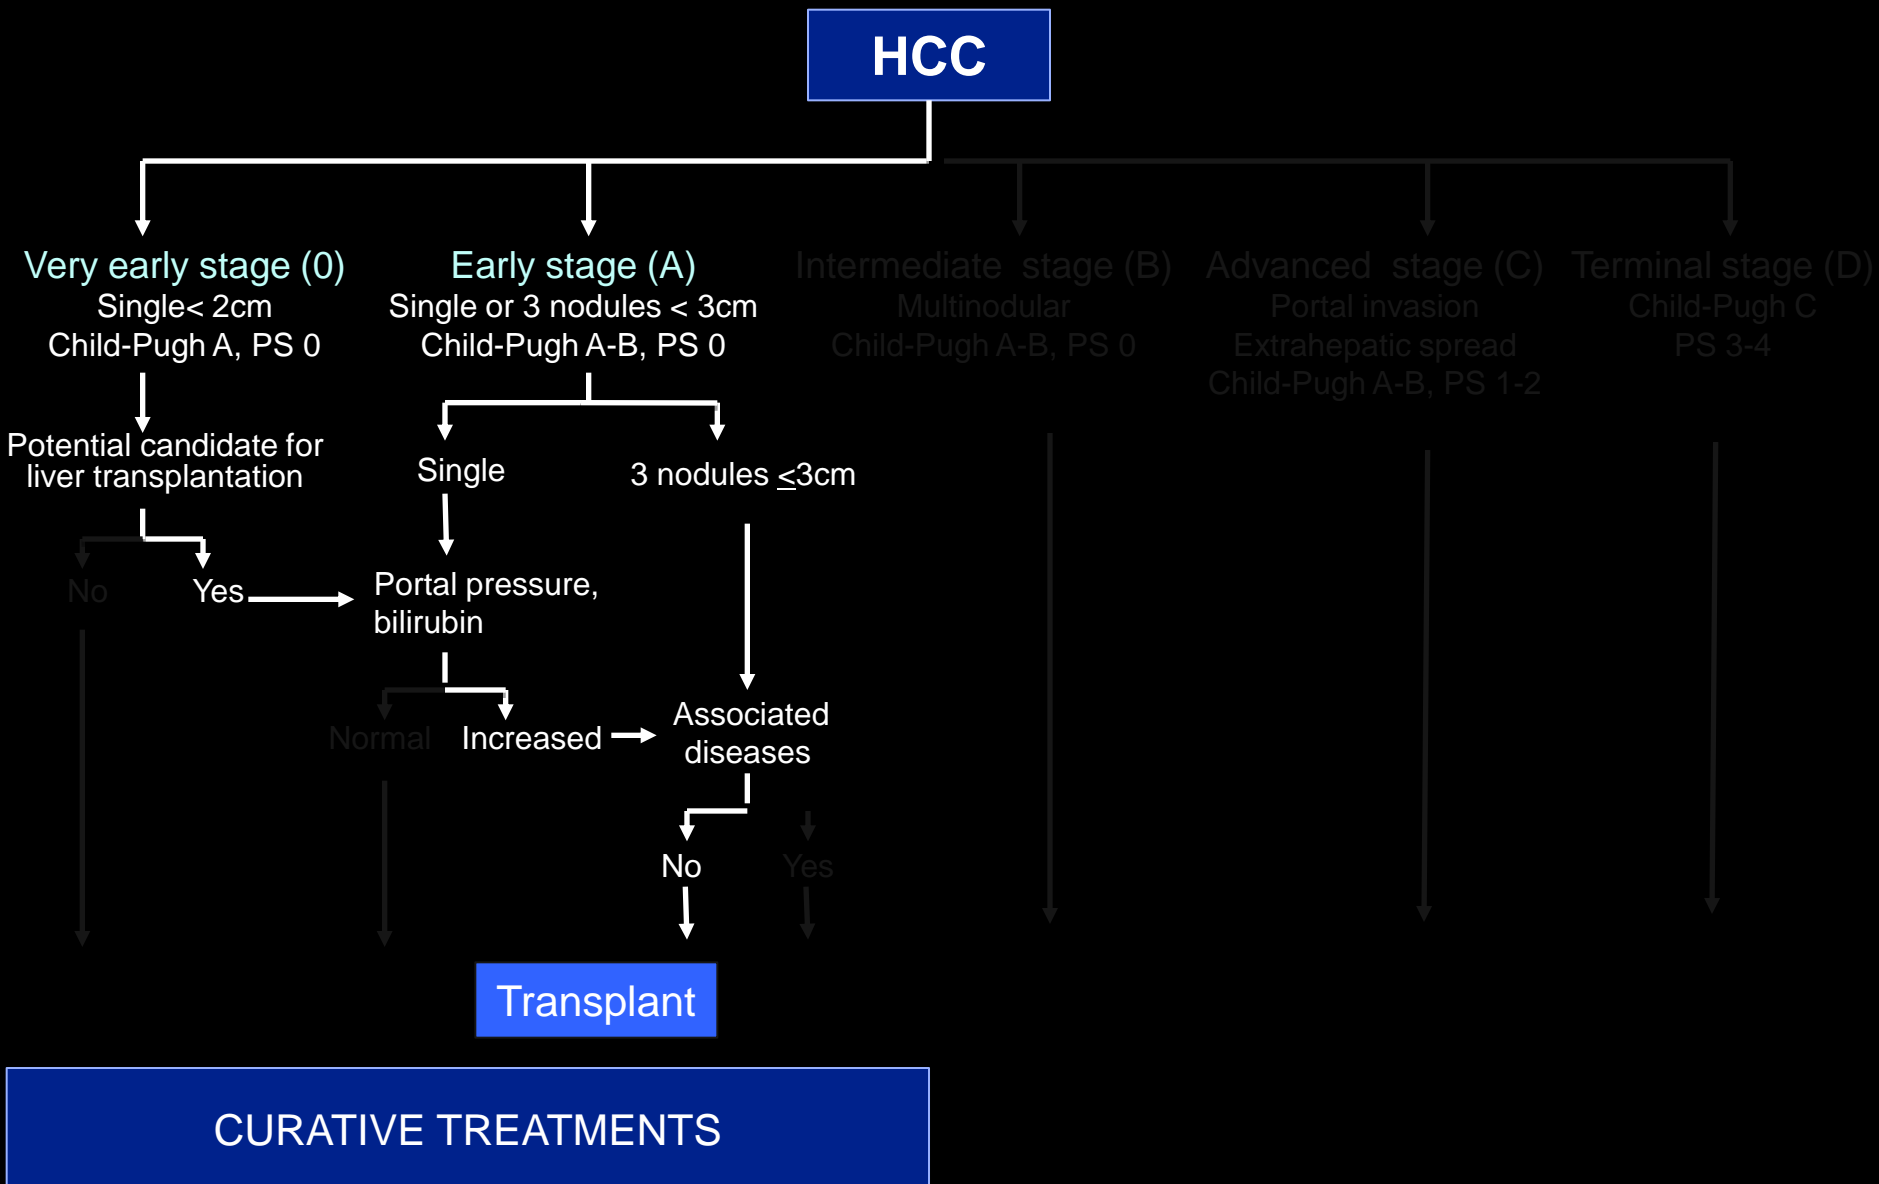 HCC
Very early stage (0)
Single< 2cm
Child-Pugh A, PS 0
Early stage (A)
Single or 3 nodules < 3cm
Child-Pugh A-B, PS 0
Intermediate stage (B)
Multinodular
Child-Pugh A-B, PS 0
Advanced stage (C)
Portal invasion
Extrahepatic spread
Child-Pugh A-B, PS 1-2
Terminal stage (D)
Child-Pugh C
PS 3-4
Potential candidate for
liver transplantation
Single
3 nodules ≤3cm
No
Yes
Portal pressure,
bilirubin
Normal
Increased
Associated
diseases
No
Yes
Transplant
CURATIVE TREATMENTS